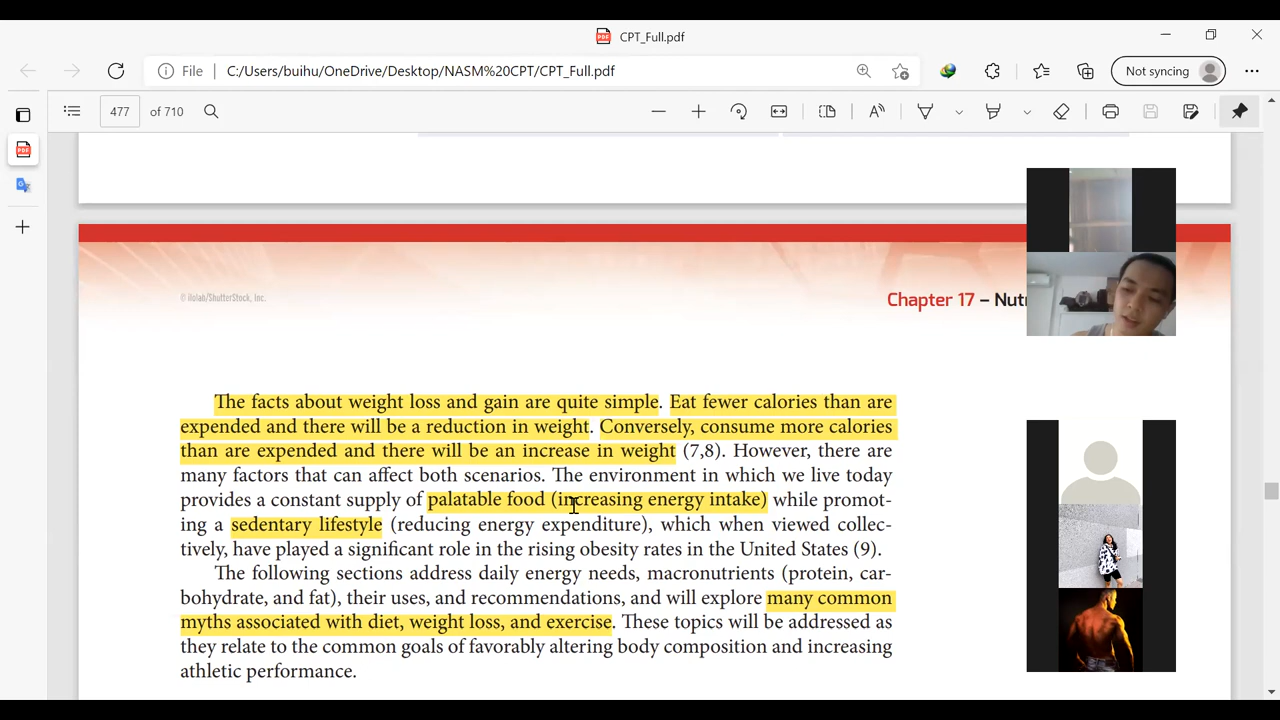 CPT_Full.pdf
File
C:/Users/buihu/OneDrive/Desktop/NASM%20CPT/CPT_Full.pdf
Not syncing
477 of 710
© ilolab/ShutterStock, Inc.
Chapter 17 – Nutr
The facts about weight loss and gain are quite simple. Eat fewer calories than are
expended and there will be a reduction in weight. Conversely, consume more calories
than are expended and there will be an increase in weight (7,8). However, there are
many factors that can affect both scenarios. The environment in which we live today
provides a constant supply of palatable food (increasing energy intake) while promot-
ing a sedentary lifestyle (reducing energy expenditure), which when viewed collec-
tively, have played a significant role in the rising obesity rates in the United States (9).
The following sections address daily energy needs, macronutrients (protein, car-
bohydrate, and fat), their uses, and recommendations, and will explore many common
myths associated with diet, weight loss, and exercise. These topics will be addressed as
they relate to the common goals of favorably altering body composition and increasing
athletic performance.